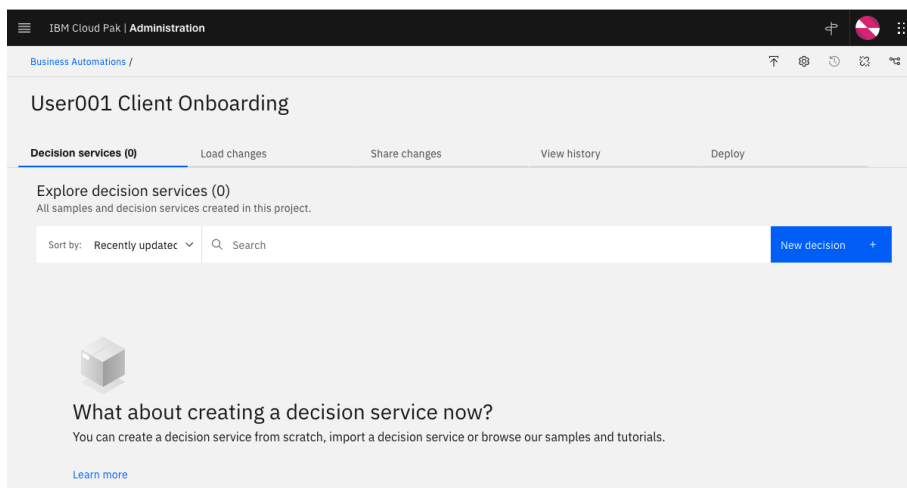 IBM Cloud Pak | Administration
Business Automations /
User001 Client Onboarding
Decision services (0) Load changes Share changes View history Deploy
Explore decision services (0)
All samples and decision services created in this project.
Sort by: Recently updatec Search New decision +
What about creating a decision service now?
You can create a decision service from scratch, import a decision service or browse our samples and tutorials.
Learn more